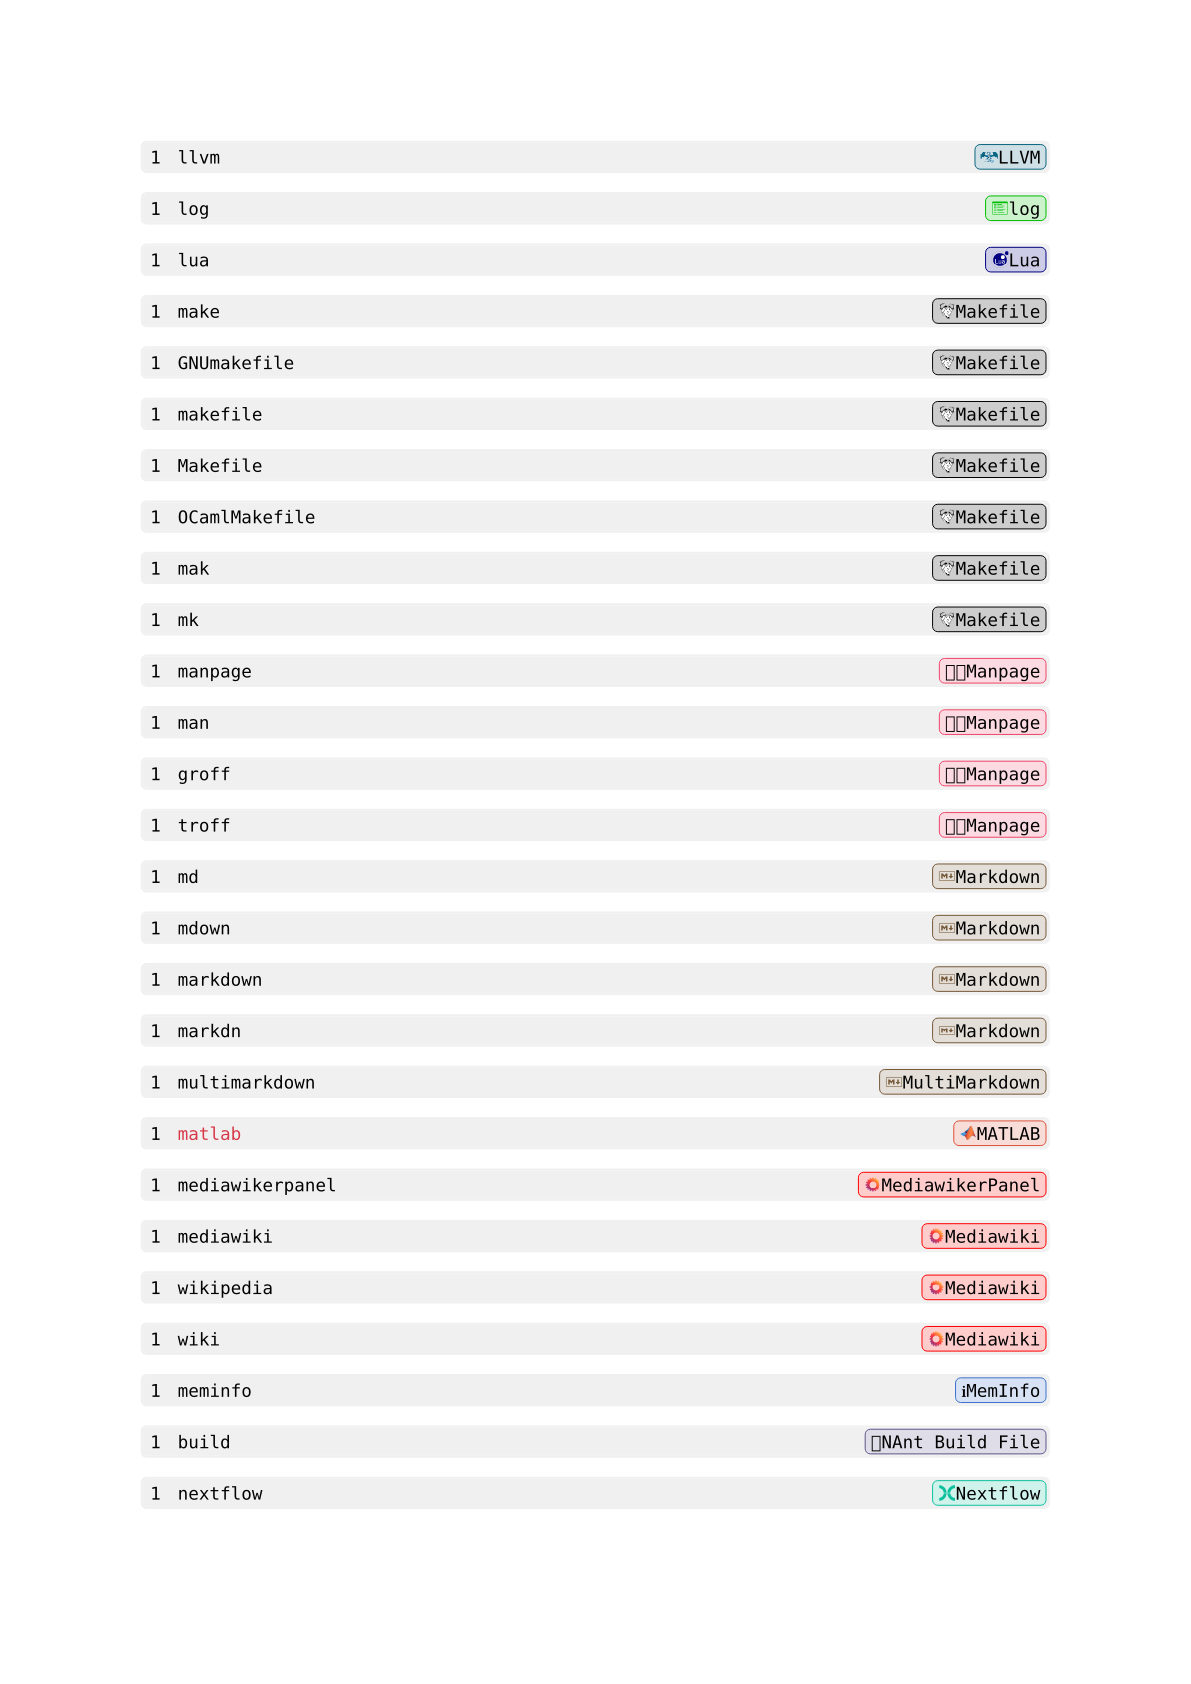 1 llvm LLVM
1 log log
1 lua Lua
1 make Makefile
1 GNUmakefile Makefile
1 makefile Makefile
1 Makefile Makefile
1 OCamlMakefile Makefile
1 mak Makefile
1 mk Makefile
1 manpage Manpage
1 man Manpage
1 groff Manpage
1 troff Manpage
1 md Markdown
1 mdown Markdown
1 markdown Markdown
1 markdn Markdown
1 multimarkdown MultiMarkdown
1 matlab MATLAB
1 mediawikerpanel MediawikerPanel
1 mediawiki Mediawiki
1 wikipedia Mediawiki
1 wiki Mediawiki
1 meminfo iMemInfo
1 build NAnt Build File
1 nextflow Nextflow